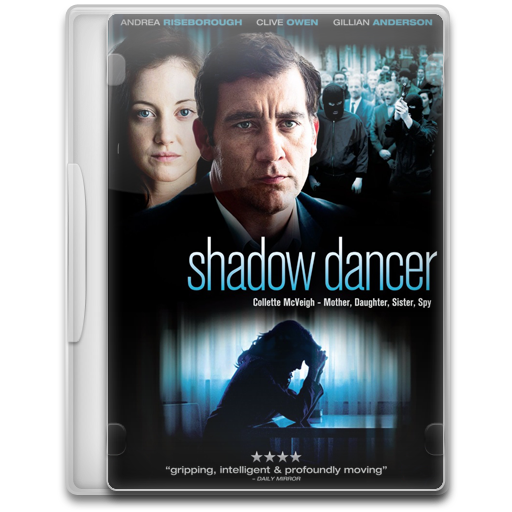 ANDREA RISEBOROUGH CLIVE OWEN GILLIAN ANDERSON
shadow dancer
Collette McVeigh - Mother, Daughter, Sister, Spy
★★★★
"gripping, intelligent & profoundly moving"
- DAILY MIRROR